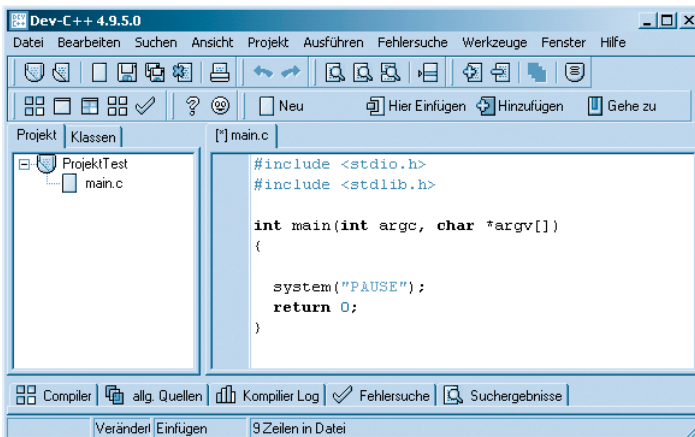 Dev-C++ 4.9.5.0
Datei Bearbeiten Suchen Ansicht Projekt Ausführen Fehlersuche Werkzeuge Fenster Hilfe
Neu Hier Einfügen Hinzufügen Gehe zu
Projekt Klassen [*] main.c
ProjektTest
main.c
#include <stdio.h>
#include <stdlib.h>
int main(int argc, char *argv[])
{
system("PAUSE");
return 0;
}
Compiler allg. Quellen Kompilier Log Fehlersuche Suchergebnisse
Veränderl Einfügen 9 Zeilen in Datei